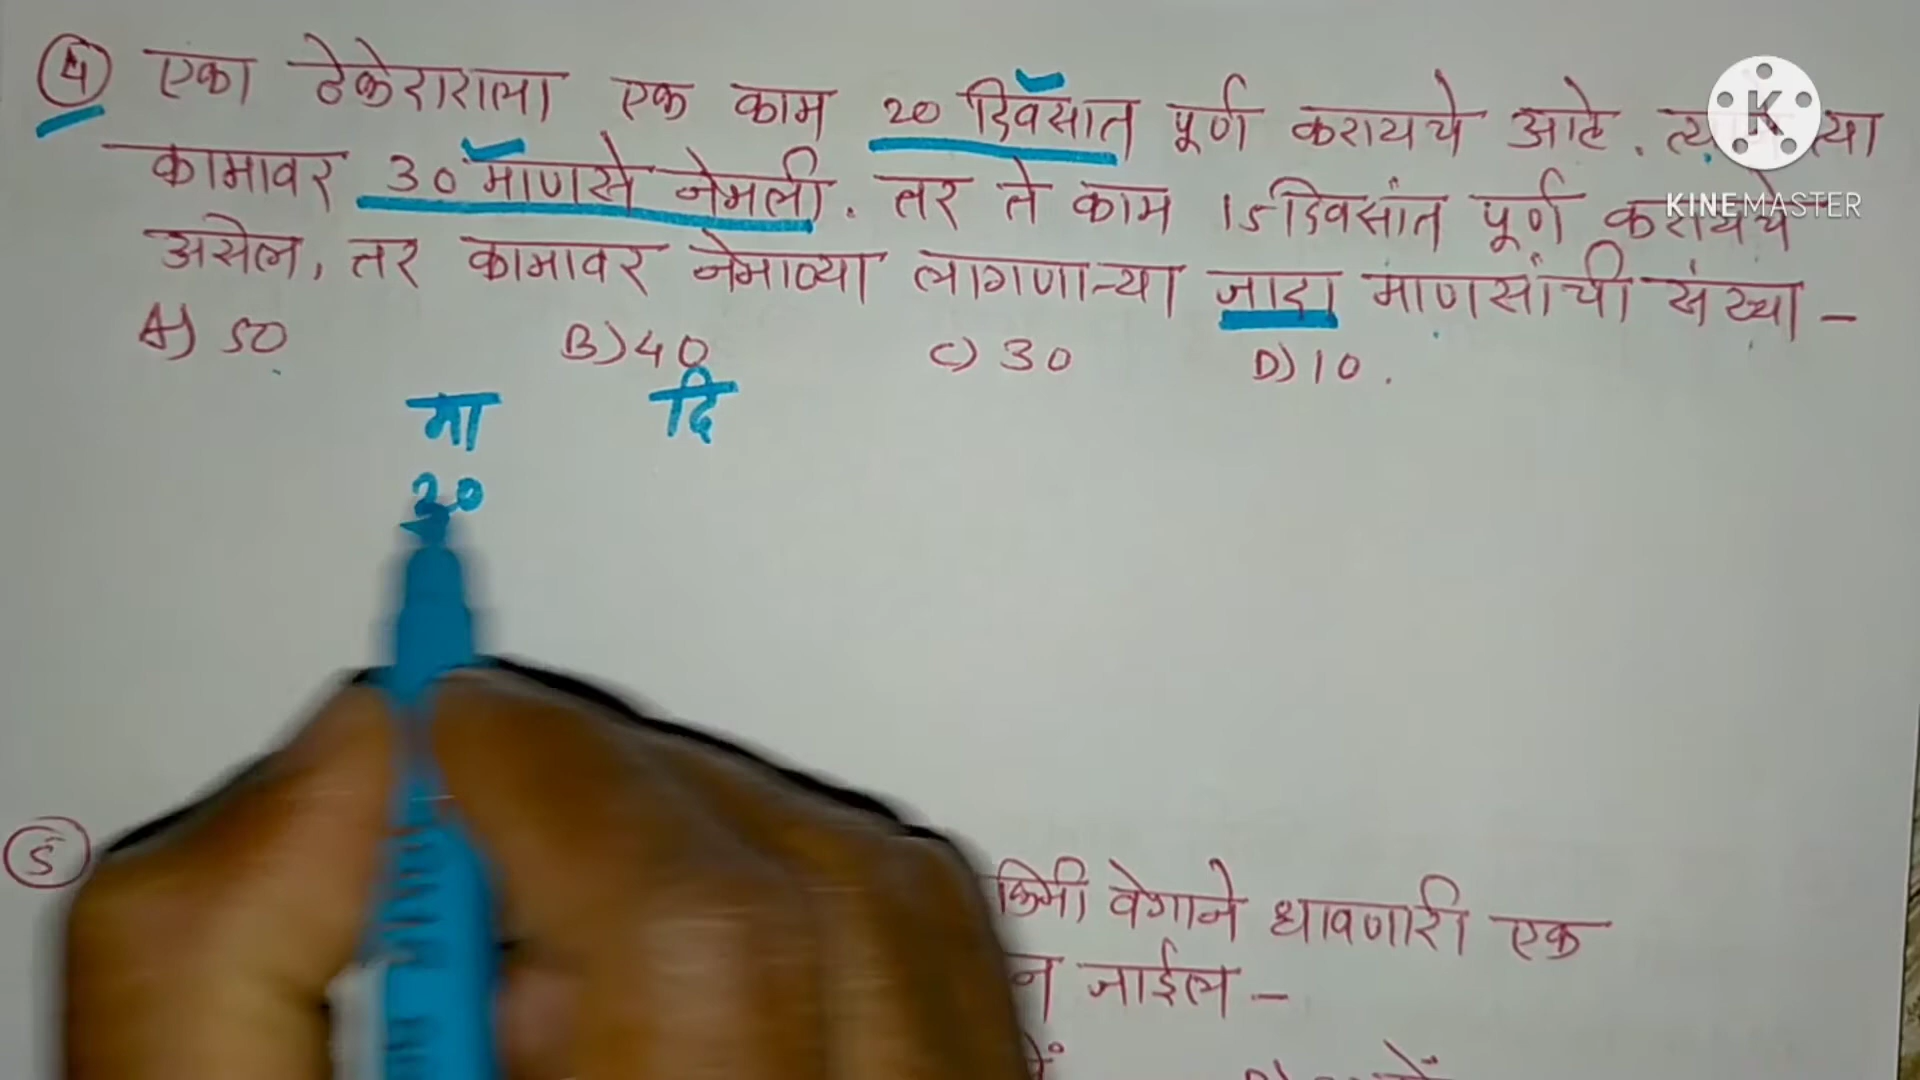 4 एका ठेकेदाराला एक काम 20 दिवसात पूर्ण करायचे आहे. त्या
कामावर 30 माणसे नेमली. तर ते काम 15 दिवसांत पूर्ण करायचे
असेल, तर कामावर नेमाव्या लागणाऱ्या जादा माणसांची संख्या –
A) 50 B) 40 C) 30 D) 10.
मा दि
K
KINEMASTER
5 किमी वेगाने धावणारी एक
जाईल –